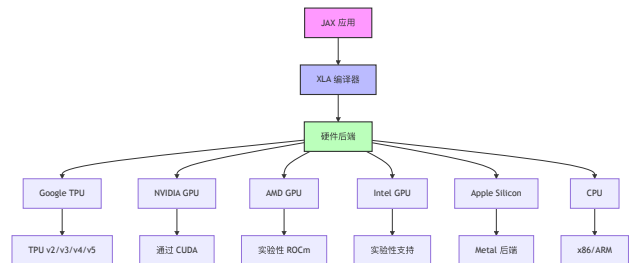 JAX 应用
XLA 编译器
硬件后端
Google TPU
NVIDIA GPU
AMD GPU
Intel GPU
Apple Silicon
CPU
TPU v2/v3/v4/v5
通过 CUDA
实验性 ROCm
实验性支持
Metal 后端
x86/ARM